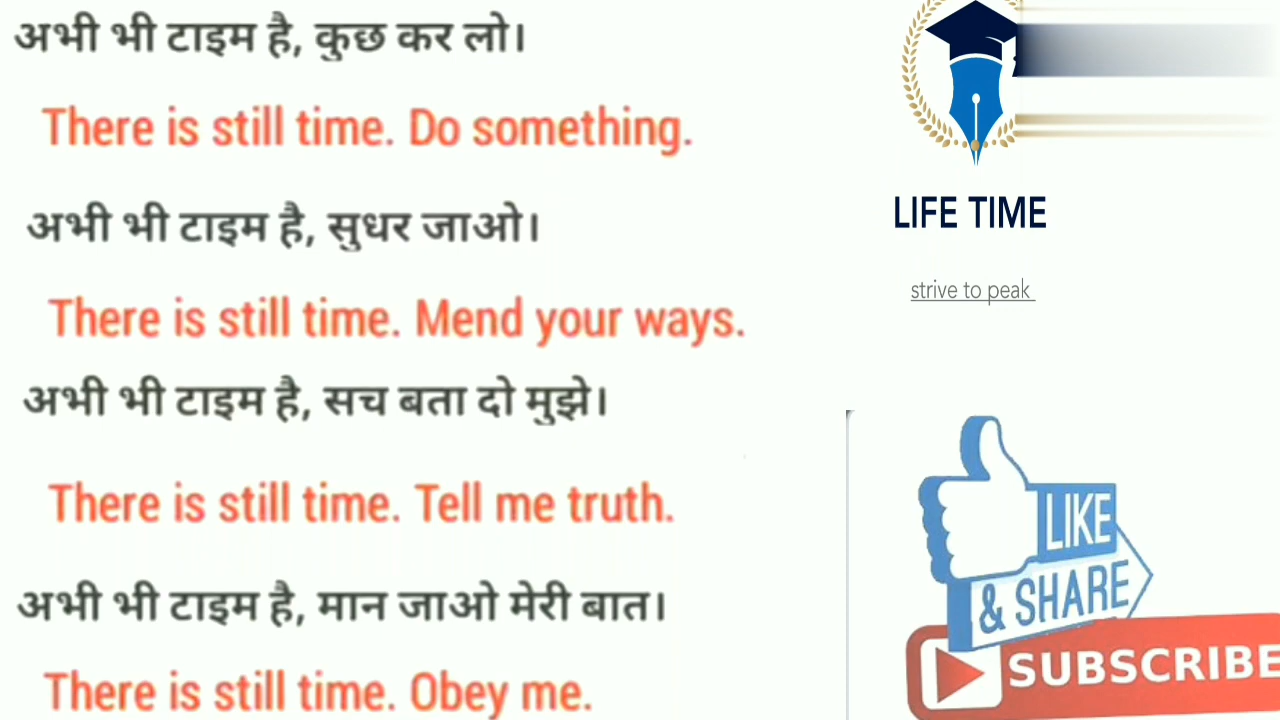 अभी भी टाइम है, कुछ कर लो।
There is still time. Do something.
अभी भी टाइम है, सुधर जाओ।
There is still time. Mend your ways.
अभी भी टाइम है, सच बता दो मुझे।
There is still time. Tell me truth.
अभी भी टाइम है, मान जाओ मेरी बात।
There is still time. Obey me.
LIFE TIME
strive to peak
LIKE
& SHARE
SUBSCRIBE